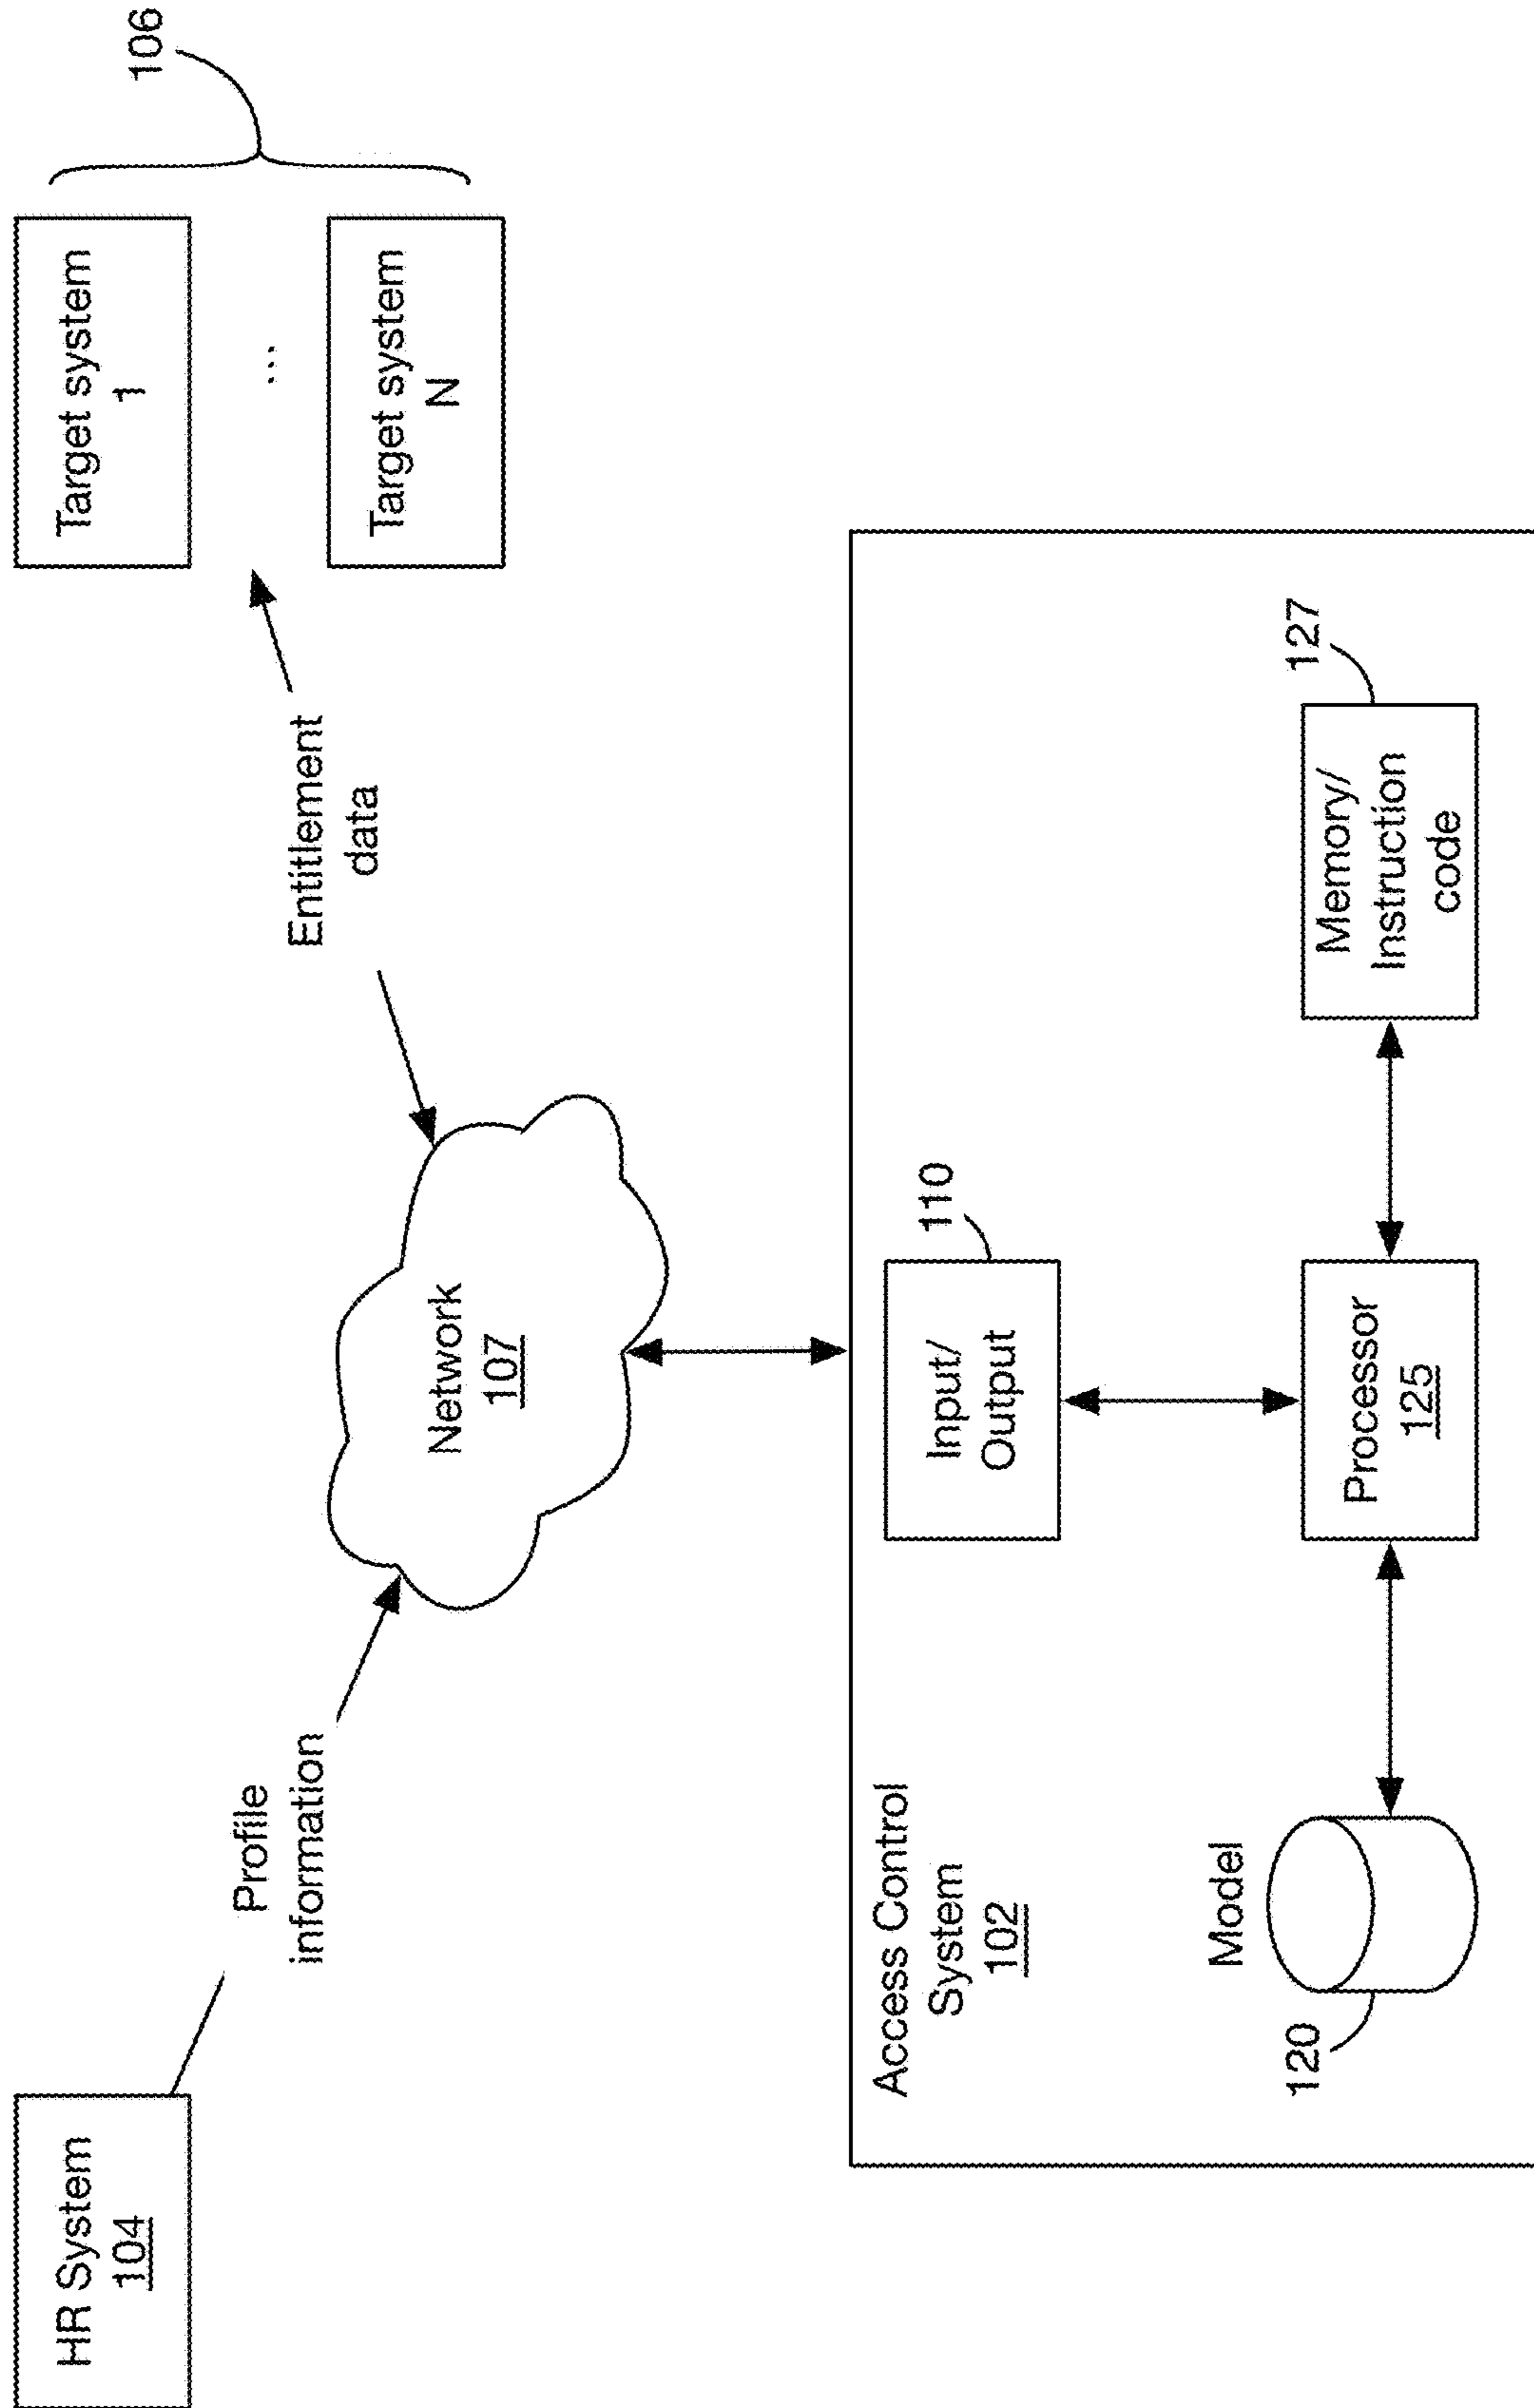 HR System
104
Profile
information
Network
107
Entitlement
data
Target system
1
...
Target system
N
106
Access Control
System
102
Input/
Output
110
Model
120
Processor
125
Memory/
Instruction
code
127